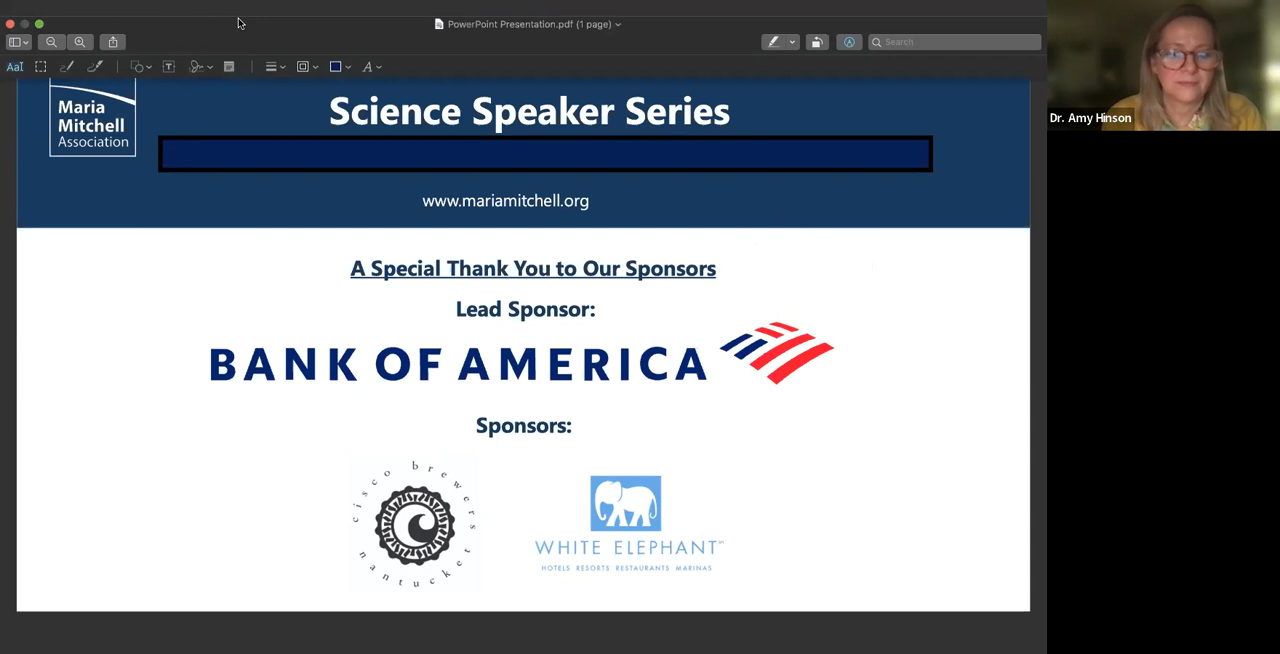 PowerPoint Presentation.pdf (1 page)
Search
AaI
T
A
Maria
Mitchell
Association
Science Speaker Series
www.mariamitchell.org
A Special Thank You to Our Sponsors
Lead Sponsor:
BANK OF AMERICA
Sponsors:
cisco brewers
nantucket
WHITE ELEPHANT
HOTELS RESORTS RESTAURANTS MARINAS
Dr. Amy Hinson